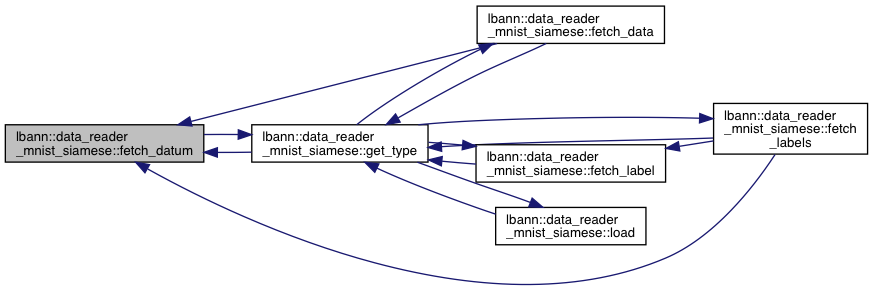 lbann::data_reader
_mnist_siamese::fetch_data
lbann::data_reader
_mnist_siamese::fetch_datum
lbann::data_reader
_mnist_siamese::get_type
lbann::data_reader
_mnist_siamese::fetch
_labels
lbann::data_reader
_mnist_siamese::fetch_label
lbann::data_reader
_mnist_siamese::load